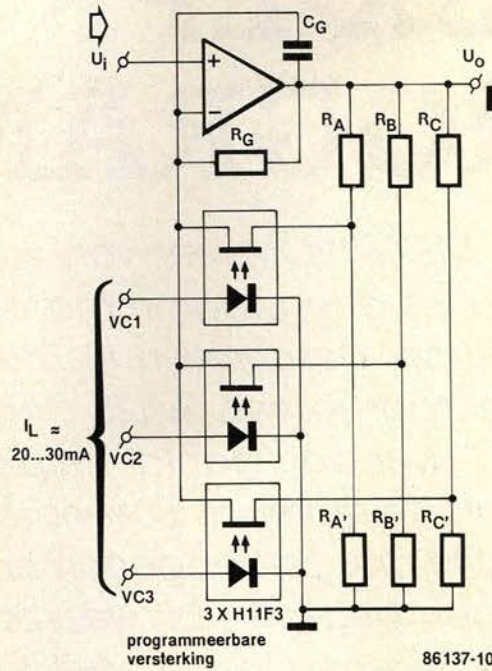 CG
Ui
+
−
Uo
RG
RA
RB
RC
VC1
IL ≈
20...30mA
VC2
VC3
RA'
RB'
RC'
3 X H11F3
programmeerbare
versterking
86137-10